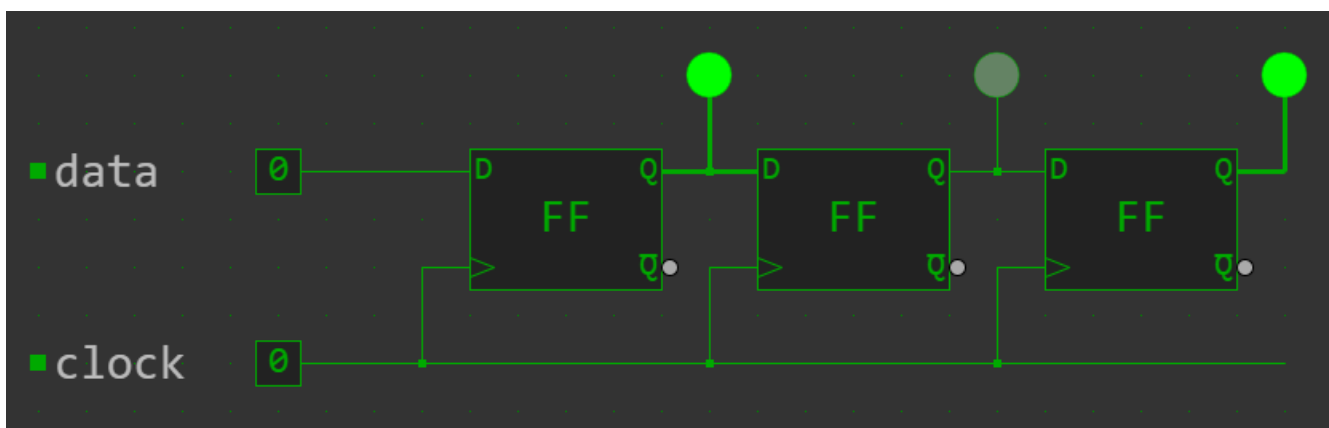 data 0 D Q D Q D Q
FF FF FF
> Q̅ > Q̅ > Q̅
clock 0